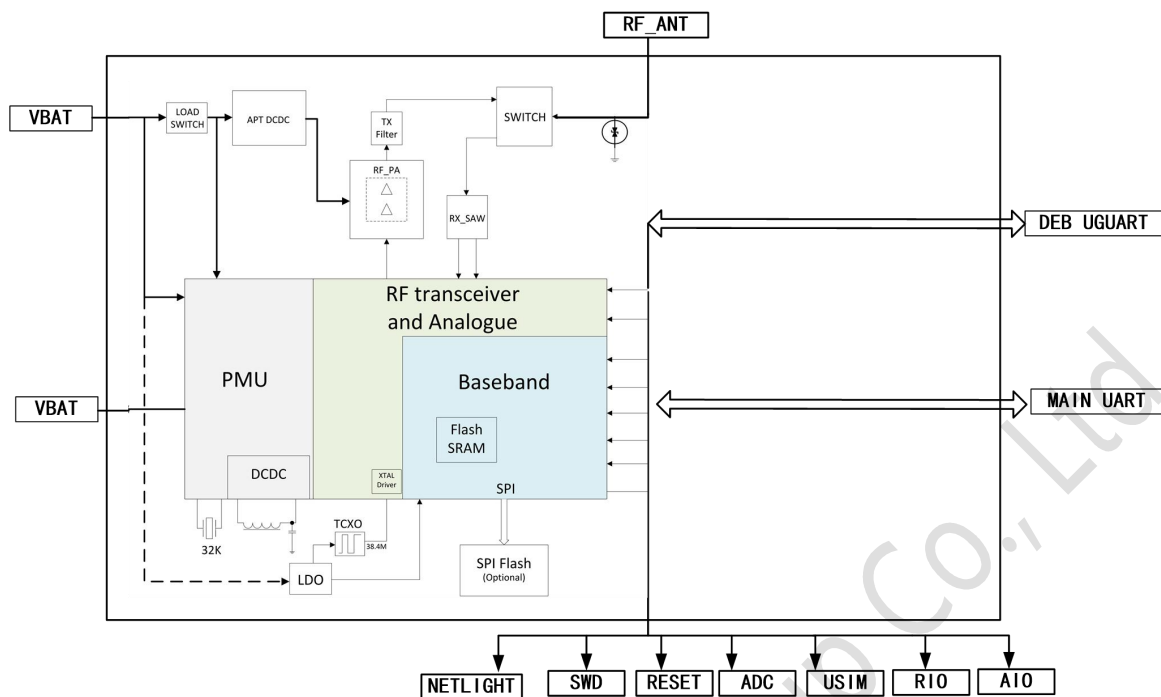 RF_ANT
VBAT
LOAD
SWITCH
APT DCDC
TX
Filter
SWITCH
RF_PA
RX_SAW
DEB UGUART
RF transceiver
and Analogue
PMU
Baseband
VBAT
MAIN UART
Flash
SRAM
DCDC
XTAL
Driver
SPI
32K
TCXO
38.4M
LDO
SPI Flash
(Optional)
Co., Ltd
NETLIGHT
SWD
RESET
ADC
USIM
RIO
AIO